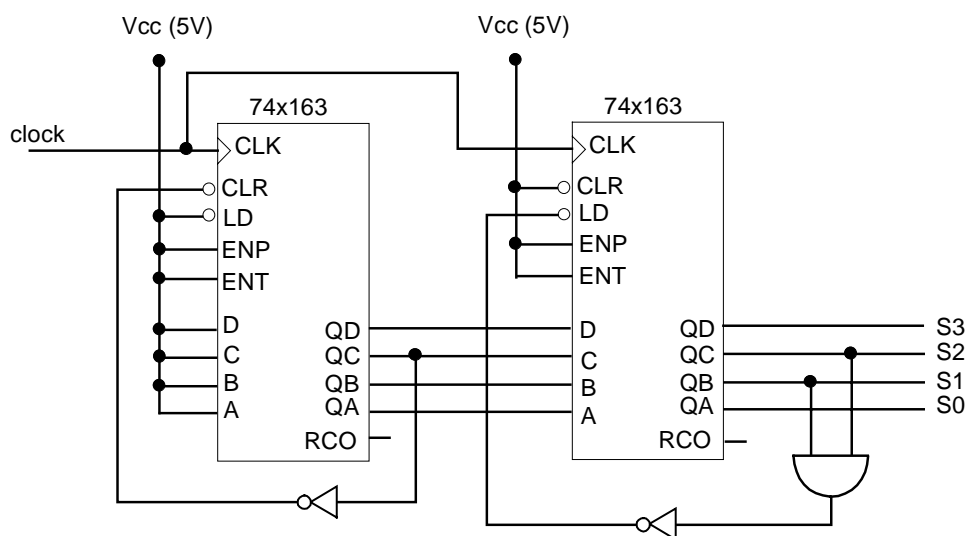 Vcc (5V)
Vcc (5V)
74x163
74x163
clock
CLK
CLR
LD
ENP
ENT
D
C
B
A
QD
QC
QB
QA
RCO
CLK
CLR
LD
ENP
ENT
D
C
B
A
QD
QC
QB
QA
RCO
S3
S2
S1
S0